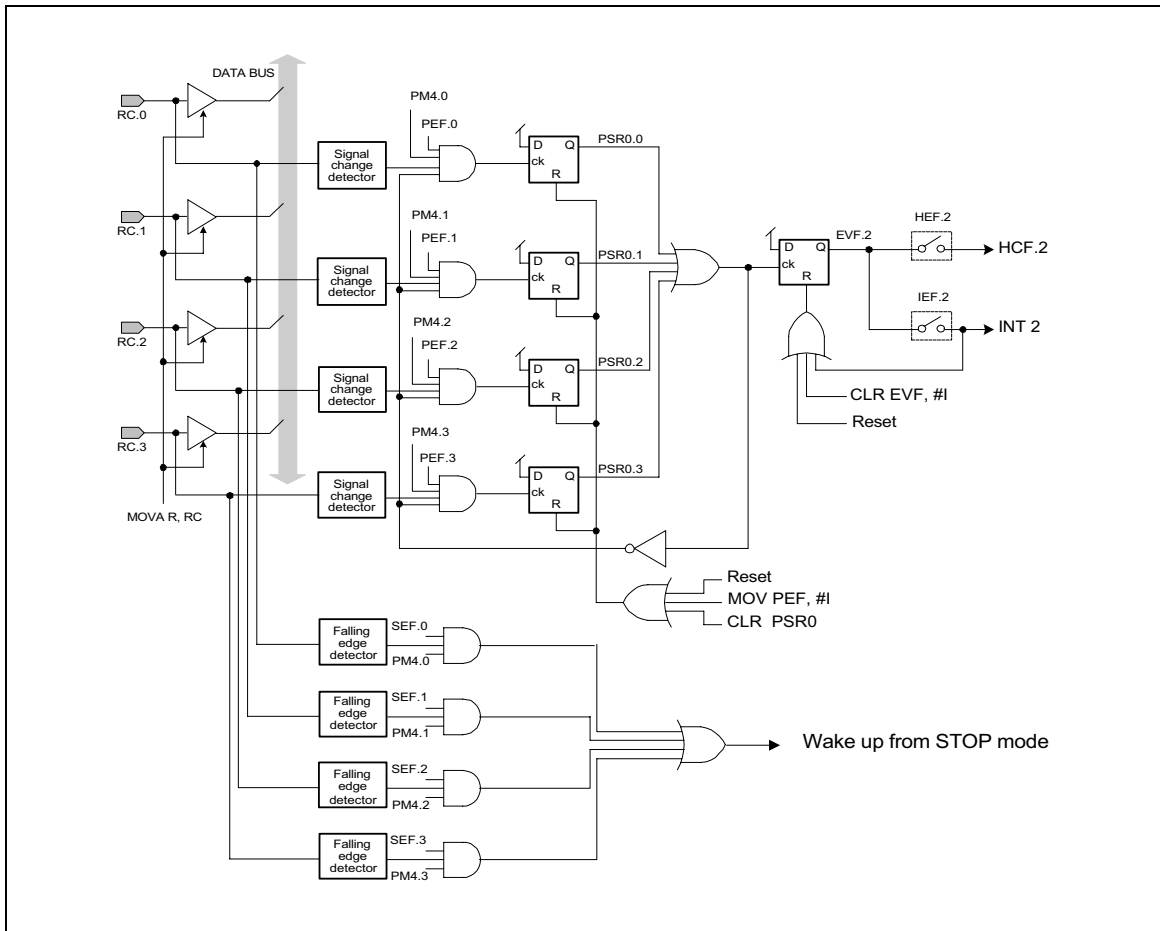 DATA BUS
PM4.0
RC.0
PEF.0
Signal
change
detector
D Q
ck
R
PSR0.0
PM4.1
RC.1
PEF.1
Signal
change
detector
D Q
ck
R
PSR0.1
D Q
ck
R
EVF.2
HEF.2
HCF.2
IEF.2
INT 2
CLR EVF, #I
Reset
PM4.2
RC.2
PEF.2
Signal
change
detector
D Q
ck
R
PSR0.2
PM4.3
RC.3
PEF.3
Signal
change
detector
D Q
ck
R
PSR0.3
MOVA R, RC
Reset
MOV PEF, #I
CLR PSR0
Falling
edge
detector
SEF.0
PM4.0
Falling
edge
detector
SEF.1
PM4.1
Wake up from STOP mode
Falling
edge
detector
SEF.2
PM4.2
Falling
edge
detector
SEF.3
PM4.3